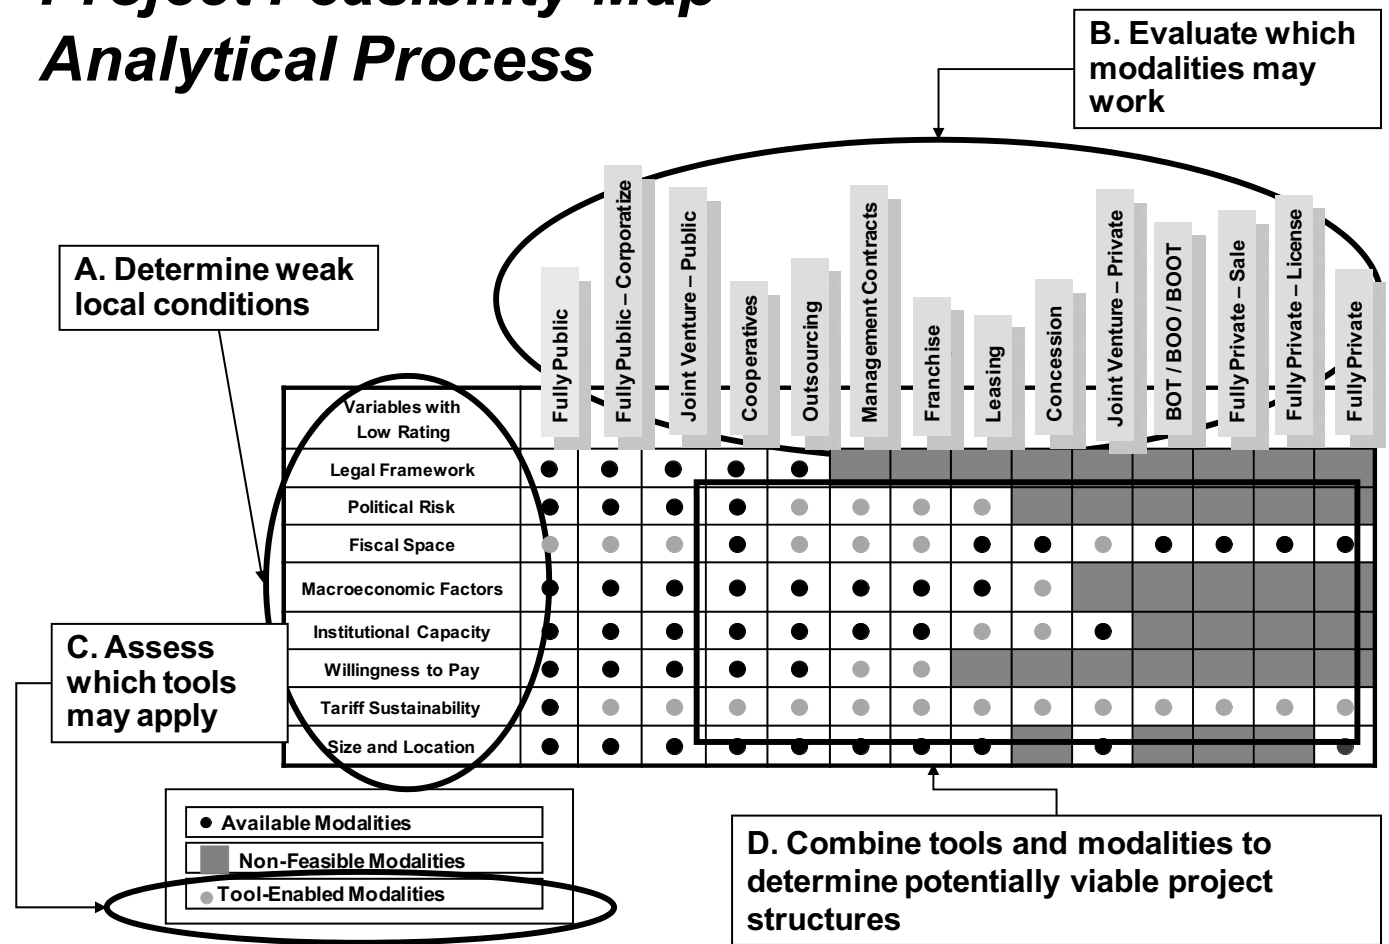 Project Feasibility Map
Analytical Process
B. Evaluate which
modalities may
work
A. Determine weak
local conditions
Fully Public
Fully Public – Corporatize
Joint Venture – Public
Cooperatives
Outsourcing
Management Contracts
Franchise
Leasing
Concession
Joint Venture – Private
BOT / BOO / BOOT
Fully Private – Sale
Fully Private – License
Fully Private
Variables with
Low Rating
Legal Framework
Political Risk
Fiscal Space
Macroeconomic Factors
Institutional Capacity
Willingness to Pay
Tariff Sustainability
Size and Location
C. Assess
which tools
may apply
Available Modalities
Non-Feasible Modalities
Tool-Enabled Modalities
D. Combine tools and modalities to
determine potentially viable project
structures